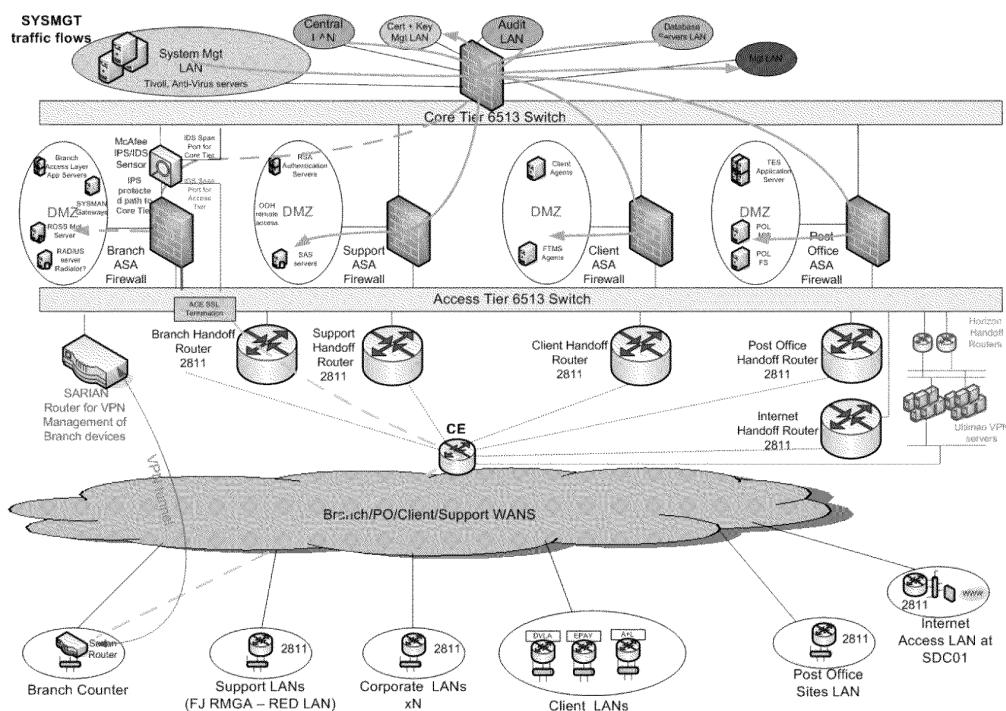 SYSMGT
traffic flows
System Mgt
LAN
Tivoli, Anti-Virus servers
Central
LAN
Cert + Key
Mgt LAN
Audit
LAN
Database
Servers LAN
Mgt LAN
Core Tier 6513 Switch
Branch
Access Layer
App Servers
SYSMAN
Gateways
DMZ
ROSS Mgt
Server
RADIUS
server
Radiator?
McAfee
IPS/IDS
Sensor
IPS
protecte
d path to
Core Tier
IDS Span
Port for
Core Tier
IDS Span
Port for
Access
Tier
Branch
ASA
Firewall
RSA
Authentication
Servers
remote
access
DMZ
SAS
servers
Support
ASA
Firewall
Client
Agents
DMZ
FTMS
Agents
Client
ASA
Firewall
TES
Application
Server
DMZ
POL
POL
FS
Post
Office
ASA
Firewall
Access Tier 6513 Switch
ACE SSL
Termination
Branch Handoff
Router
2811
Support
Handoff
Router
2811
Client Handoff
Router
2811
Post Office
Handoff Router
2811
Internet
Handoff Router
2811
Horizon
Handoff
Routers
VPN
servers
SARIAN
Router for VPN
Management of
Branch devices
VPN tunnel
CE
Branch/PO/Client/Support WANS
Sarian
Router
Branch Counter
2811
Support LANs
(FJ RMGA – RED LAN)
2811
Corporate LANs
xN
DVLA
EPAY
A+L
Client LANs
2811
Post Office
Sites LAN
2811
www
Internet
Access LAN at
SDC01